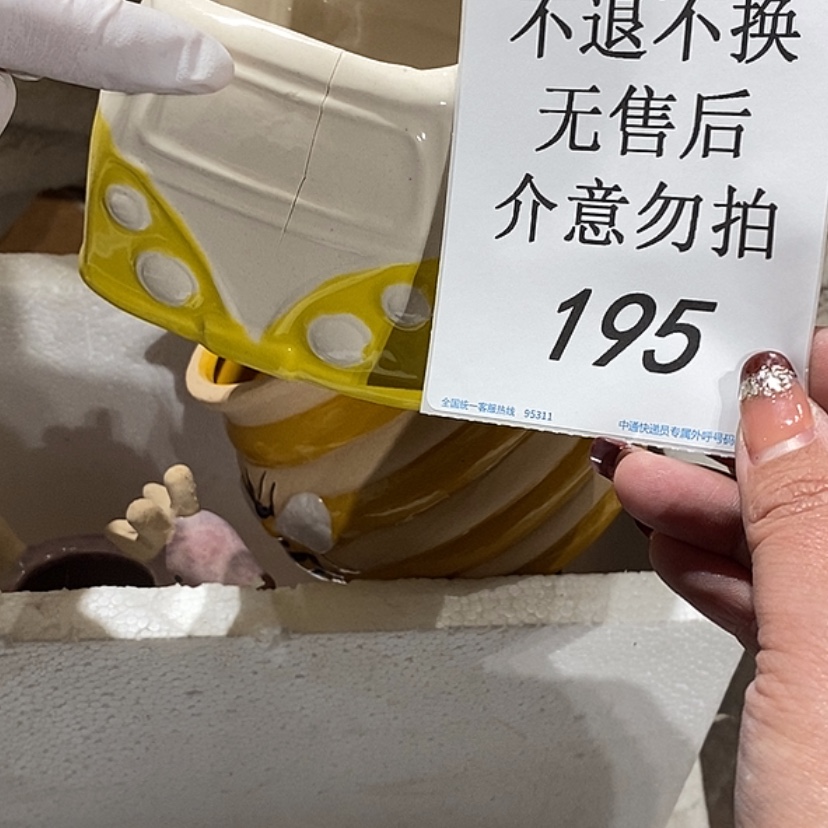 不退不换
无售后
介意勿拍
195
全国统一客服热线 95311
中通快递员专属外呼号码